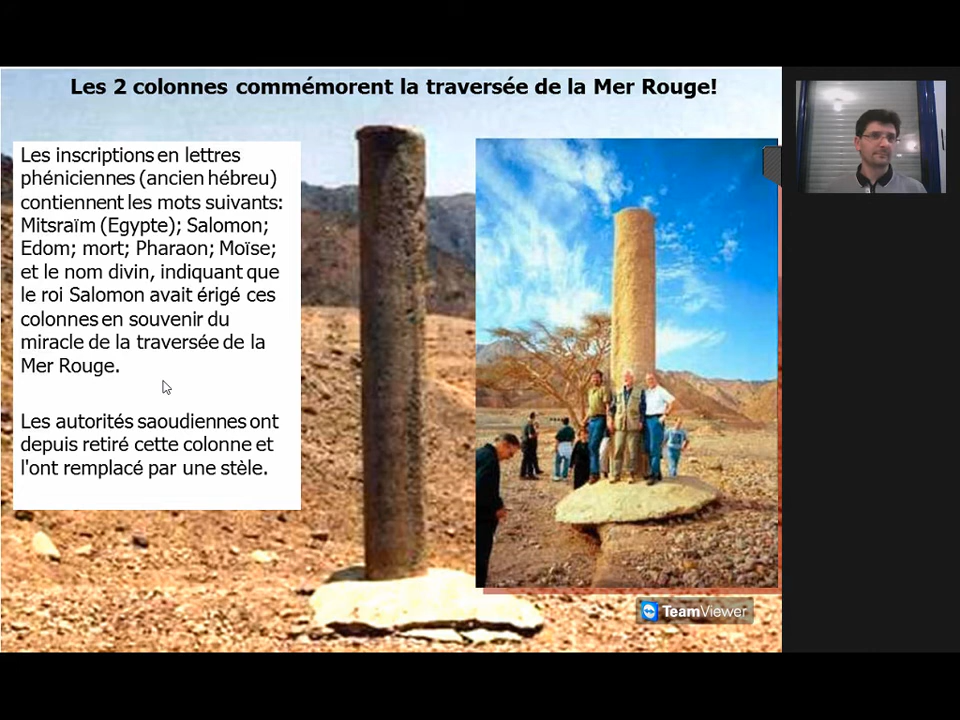 Les 2 colonnes commémorent la traversée de la Mer Rouge!
Les inscriptions en lettres
phéniciennes (ancien hébreu)
contiennent les mots suivants:
Mitsraïm (Egypte); Salomon;
Edom; mort; Pharaon; Moïse;
et le nom divin, indiquant que
le roi Salomon avait érigé ces
colonnes en souvenir du
miracle de la traversée de la
Mer Rouge.
Les autorités saoudiennes ont
depuis retiré cette colonne et
l'ont remplacé par une stèle.
TeamViewer